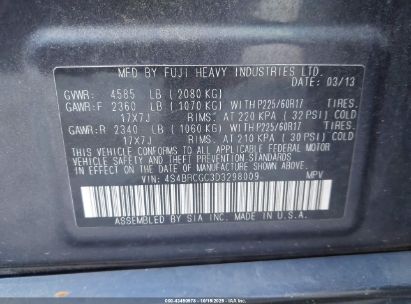 MFD BY FUJI HEAVY INDUSTRIES LTD.
DATE: 03/13
GVWR: 4585 LB (2080 KG)
GAWR:F 2360 LB (1070 KG) WITH P225/60R17 TIRES.
17X7J RIMS. AT 220 KPA (32 PSI) COLD
GAWR:R 2340 LB (1060 KG) WITH P225/60R17 TIRES.
17X7J RIMS. AT 210 KPA (30 PSI) COLD
THIS VEHICLE CONFORMS TO ALL APPLICABLE FEDERAL MOTOR
VEHICLE SAFETY AND THEFT PREVENTION STANDARDS IN EFFECT ON THE
DATE OF MANUFACTURE SHOWN ABOVE.
VIN: 4S4BRCGC3D3298009 MPV
ASSEMBLED BY SIA INC. MADE IN U.S.A.